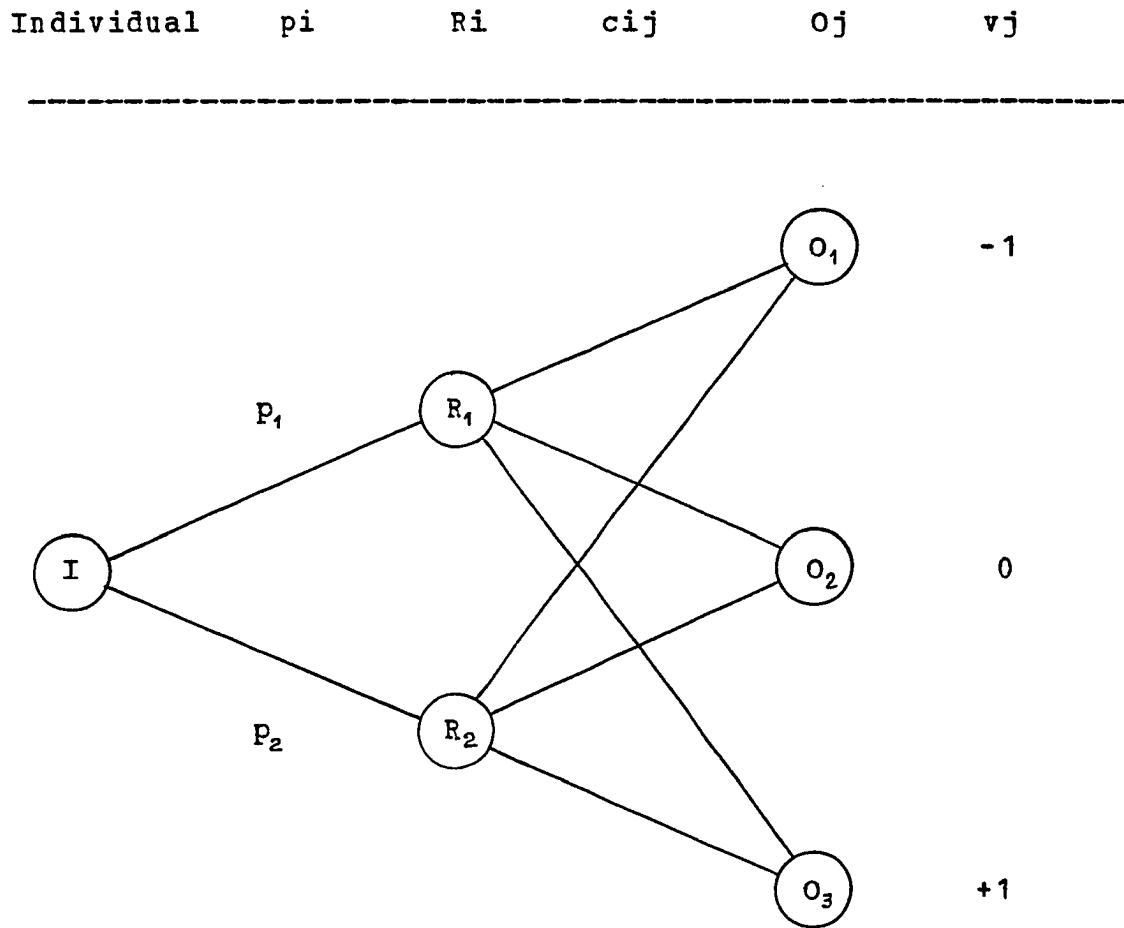 Individual pi Ri cij Oj vj
O₁ -1
p₁ R₁
I O₂ 0
p₂ R₂
O₃ +1